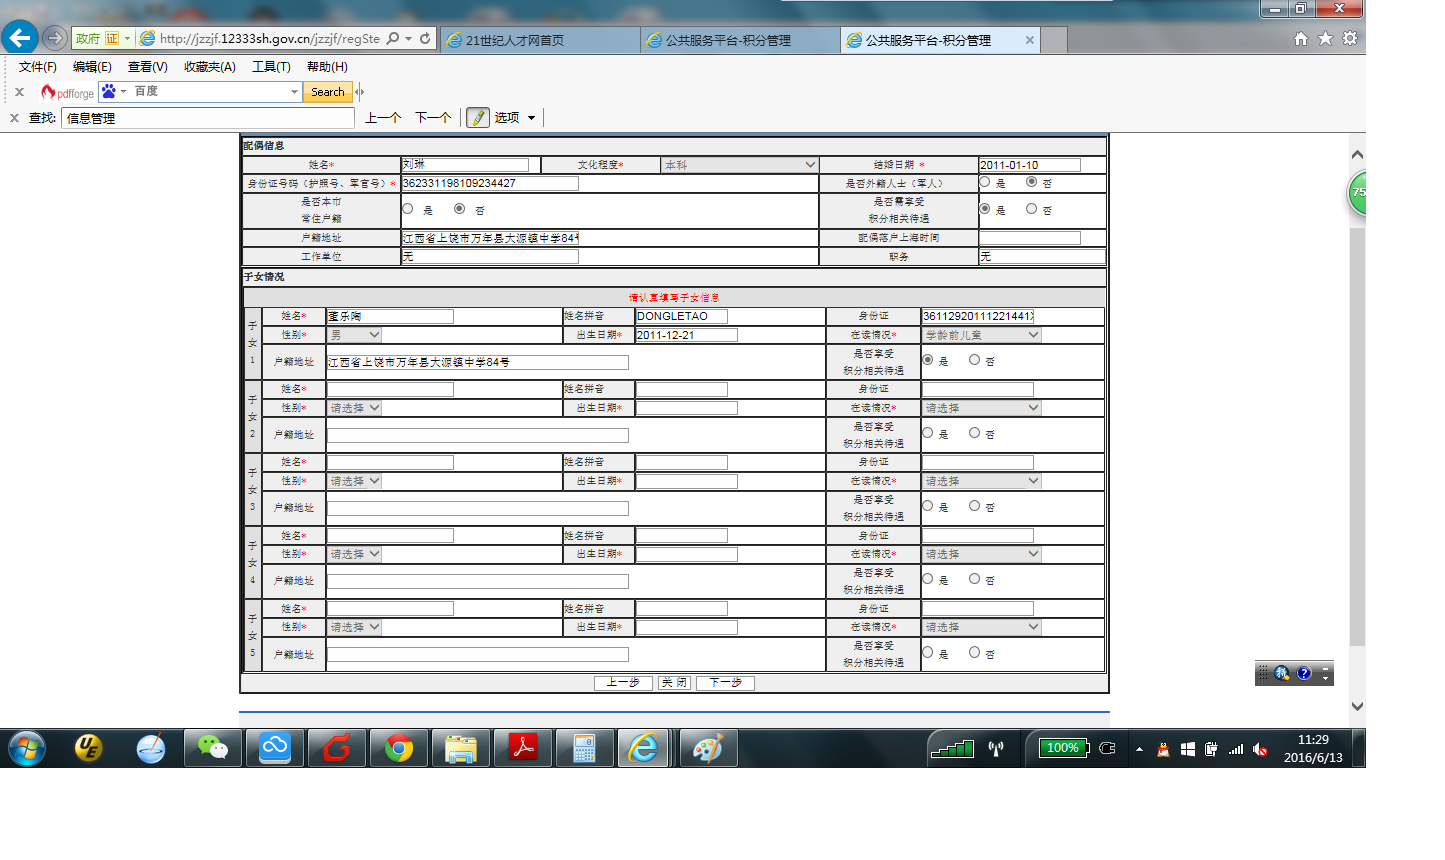 政府 证 http://jzzjf.12333sh.gov.cn/jzzjf/regSte 21世纪人才网首页 公共服务平台-积分管理 公共服务平台-积分管理
文件(F) 编辑(E) 查看(V) 收藏夹(A) 工具(T) 帮助(H)
pdfforge 百度 Search
查找: 信息管理 上一个 下一个 选项
配偶信息
姓名* 刘琳 文化程度* 本科 结婚日期 * 2011-01-10
身份证号码(护照号、军官号) * 362331198109234427 是否外籍人士(军人) 是 否
是否本市
常住户籍 是 否 是否需享受
积分相关待遇 是 否
户籍地址 江西省上饶市万年县大源镇中学84 配偶落户上海时间
工作单位 无 职务 无
子女情况
请认真填写子女信息
子女1 姓名* 董乐陶 姓名拼音 DONGLETAO 身份证 36112920111221441X
性别* 男 出生日期* 2011-12-21 在读情况* 学龄前儿童
户籍地址 江西省上饶市万年县大源镇中学84号 是否享受
积分相关待遇 是 否
子女2 姓名* 姓名拼音 身份证
性别* 请选择 出生日期* 在读情况* 请选择
户籍地址 是否享受
积分相关待遇 是 否
子女3 姓名* 姓名拼音 身份证
性别* 请选择 出生日期* 在读情况* 请选择
户籍地址 是否享受
积分相关待遇 是 否
子女4 姓名* 姓名拼音 身份证
性别* 请选择 出生日期* 在读情况* 请选择
户籍地址 是否享受
积分相关待遇 是 否
子女5 姓名* 姓名拼音 身份证
性别* 请选择 出生日期* 在读情况* 请选择
户籍地址 是否享受
积分相关待遇 是 否
上一步 关 闭 下一步
75
UE 100% 11:29
2016/6/13